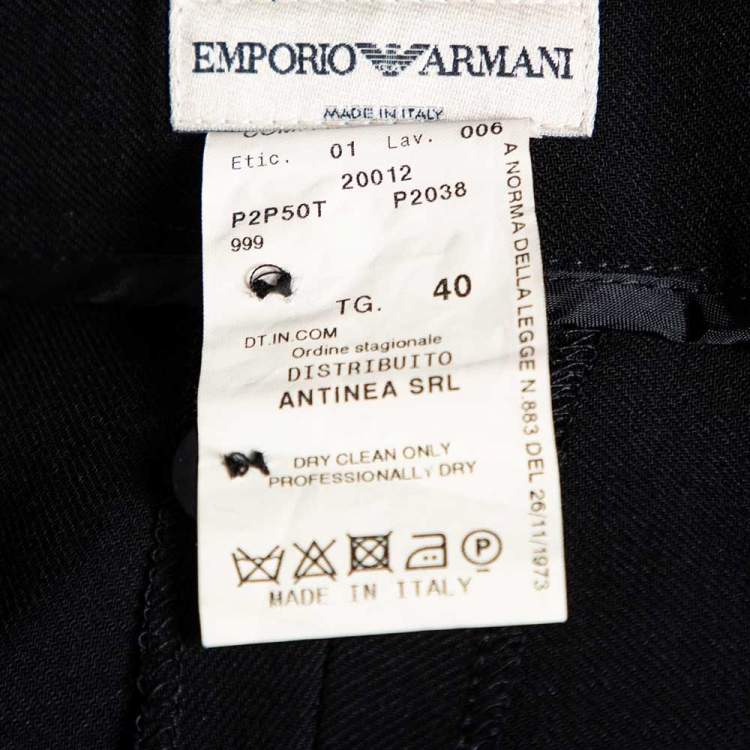 EMPORIO ARMANI
MADE IN ITALY
Etic. 01 Lav. 006
20012
P2P50T P2038
999
TG. 40
DT.IN.COM
Ordine stagionale
DISTRIBUITO
ANTINEA SRL
DRY CLEAN ONLY
PROFESSIONALLY DRY
P
MADE IN ITALY
A NORMA DELLA LEGGE N.883 DEL 26/11/1973